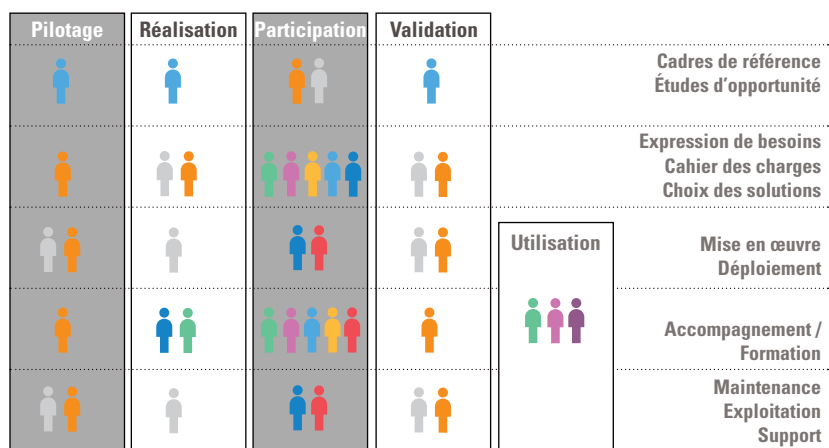 Pilotage
Réalisation
Participation
Validation
Cadres de référence
Études d'opportunité
Expression de besoins
Cahier des charges
Choix des solutions
Utilisation
Mise en œuvre
Déploiement
Accompagnement /
Formation
Maintenance
Exploitation
Support